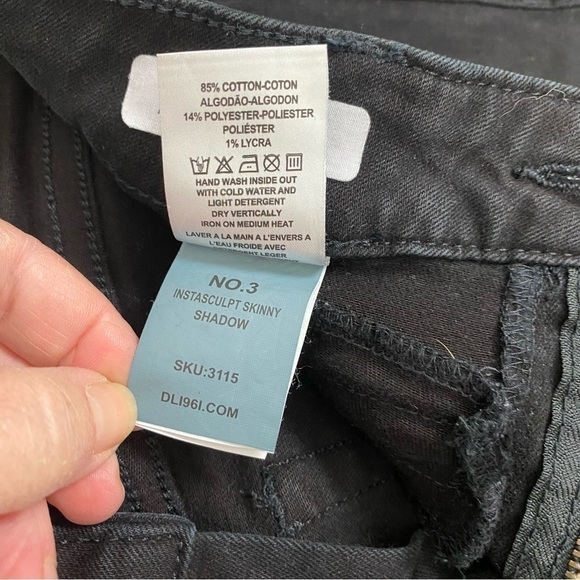 85% COTTON-COTON
ALGODÃO-ALGODON
14% POLYESTER-POLIESTER
POLIÉSTER
1% LYCRA
HAND WASH INSIDE OUT
WITH COLD WATER AND
LIGHT DETERGENT
DRY VERTICALLY
IRON ON MEDIUM HEAT
LAVER A LA MAIN A L'ENVERS A
L'EAU FROIDE AVEC
LEGER
NO.3
INSTASCULPT SKINNY
SHADOW
SKU:3115
DLI96I.COM